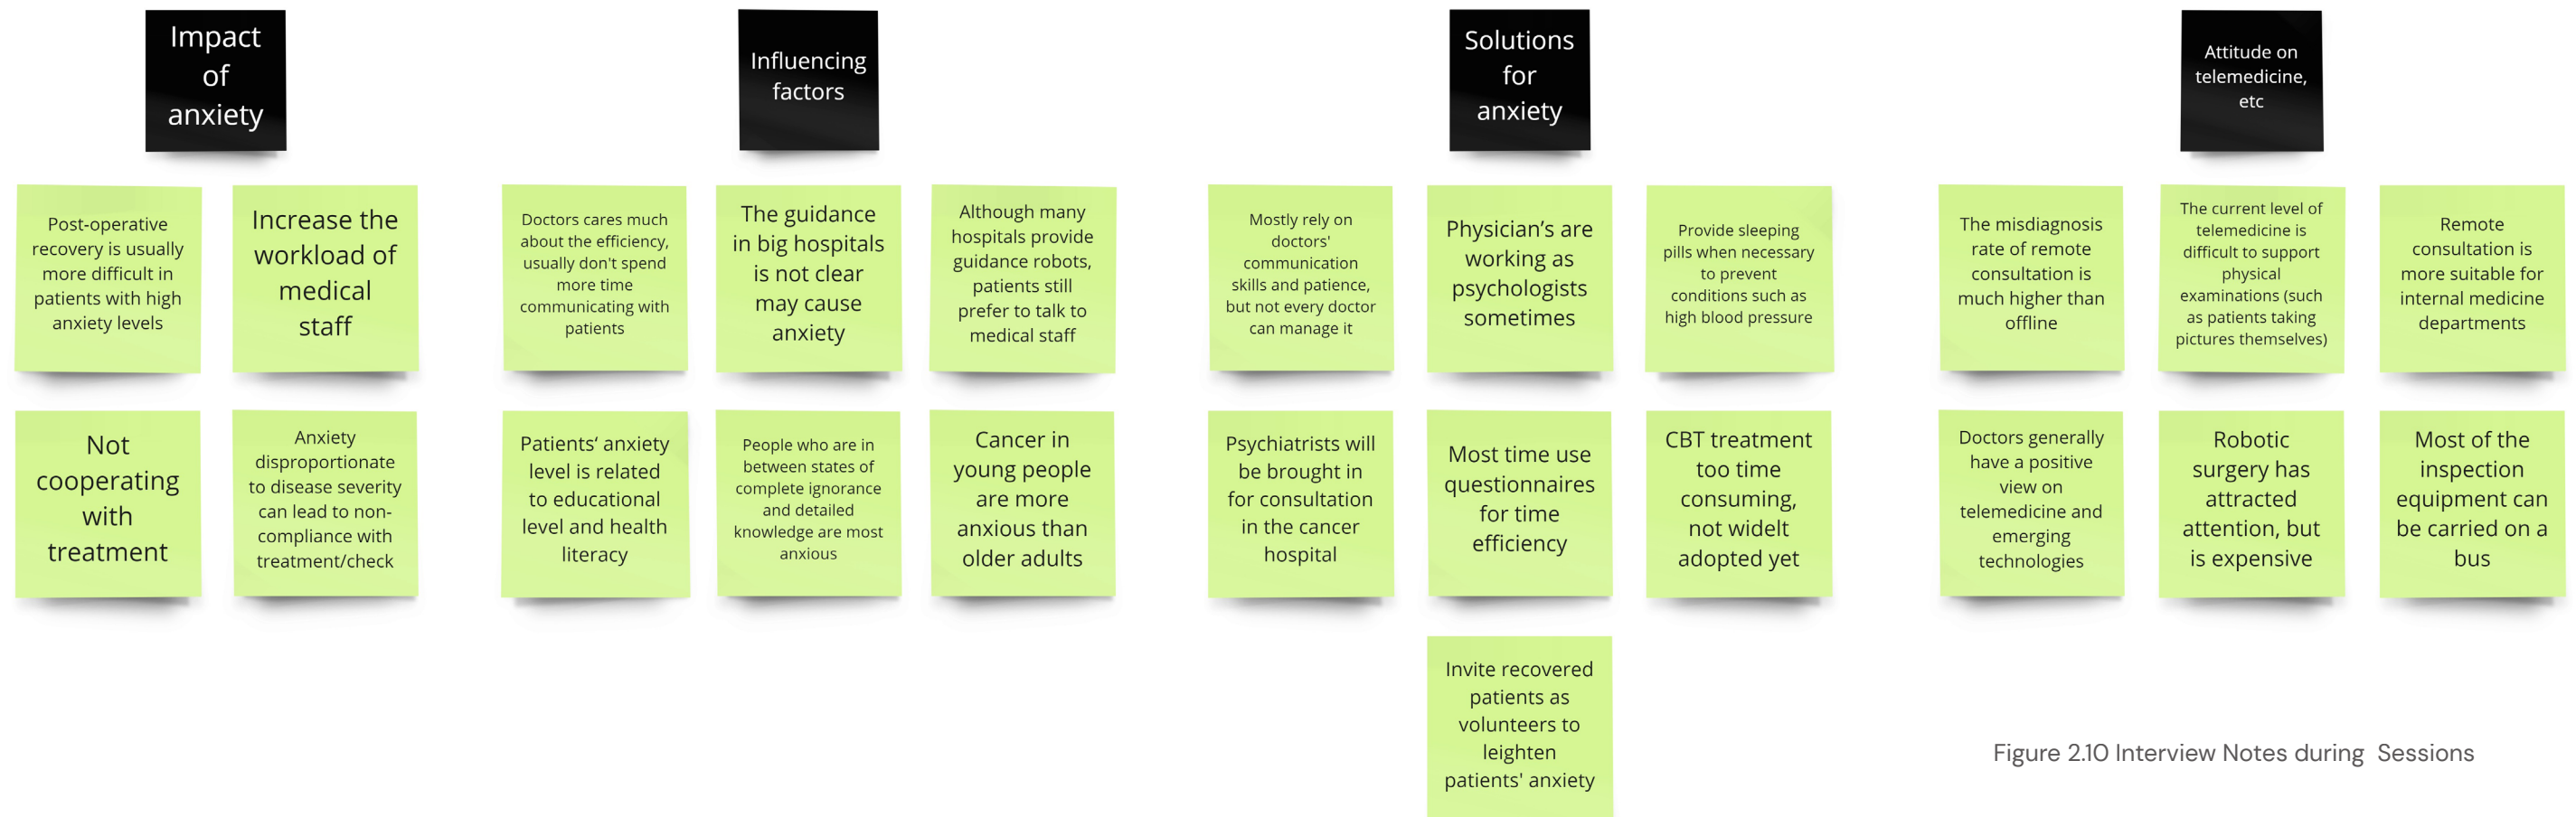 Impact
of
anxiety
Post-operative
recovery is usually
more difficult in
patients with high
anxiety levels
Increase the
workload of
medical
staff
Not
cooperating
with
treatment
Anxiety
disproportionate
to disease severity
can lead to non-
compliance with
treatment/check
Influencing
factors
Doctors cares much
about the efficiency,
usually don't spend
more time
communicating with
patients
The guidance
in big hospitals
is not clear
may cause
anxiety
Although many
hospitals provide
guidance robots,
patients still
prefer to talk to
medical staff
Patients‘ anxiety
level is related
to educational
level and health
literacy
People who are in
between states of
complete ignorance
and detailed
knowledge are most
anxious
Cancer in
young people
are more
anxious than
older adults
Solutions
for
anxiety
Mostly rely on
doctors'
communication
skills and patience,
but not every doctor
can manage it
Physician’s are
working as
psychologists
sometimes
Provide sleeping
pills when necessary
to prevent
conditions such as
high blood pressure
Psychiatrists will
be brought in
for consultation
in the cancer
hospital
Most time use
questionnaires
for time
efficiency
CBT treatment
too time
consuming,
not widelt
adopted yet
Invite recovered
patients as
volunteers to
leighten
patients' anxiety
Attitude on
telemedicine,
etc
The misdiagnosis
rate of remote
consultation is
much higher than
offline
The current level of
telemedicine is
difficult to support
physical
examinations (such
as patients taking
pictures themselves)
Remote
consultation is
more suitable for
internal medicine
departments
Doctors generally
have a positive
view on
telemedicine and
emerging
technologies
Robotic
surgery has
attracted
attention, but
is expensive
Most of the
inspection
equipment can
be carried on a
bus
Figure 2.10 Interview Notes during  Sessions